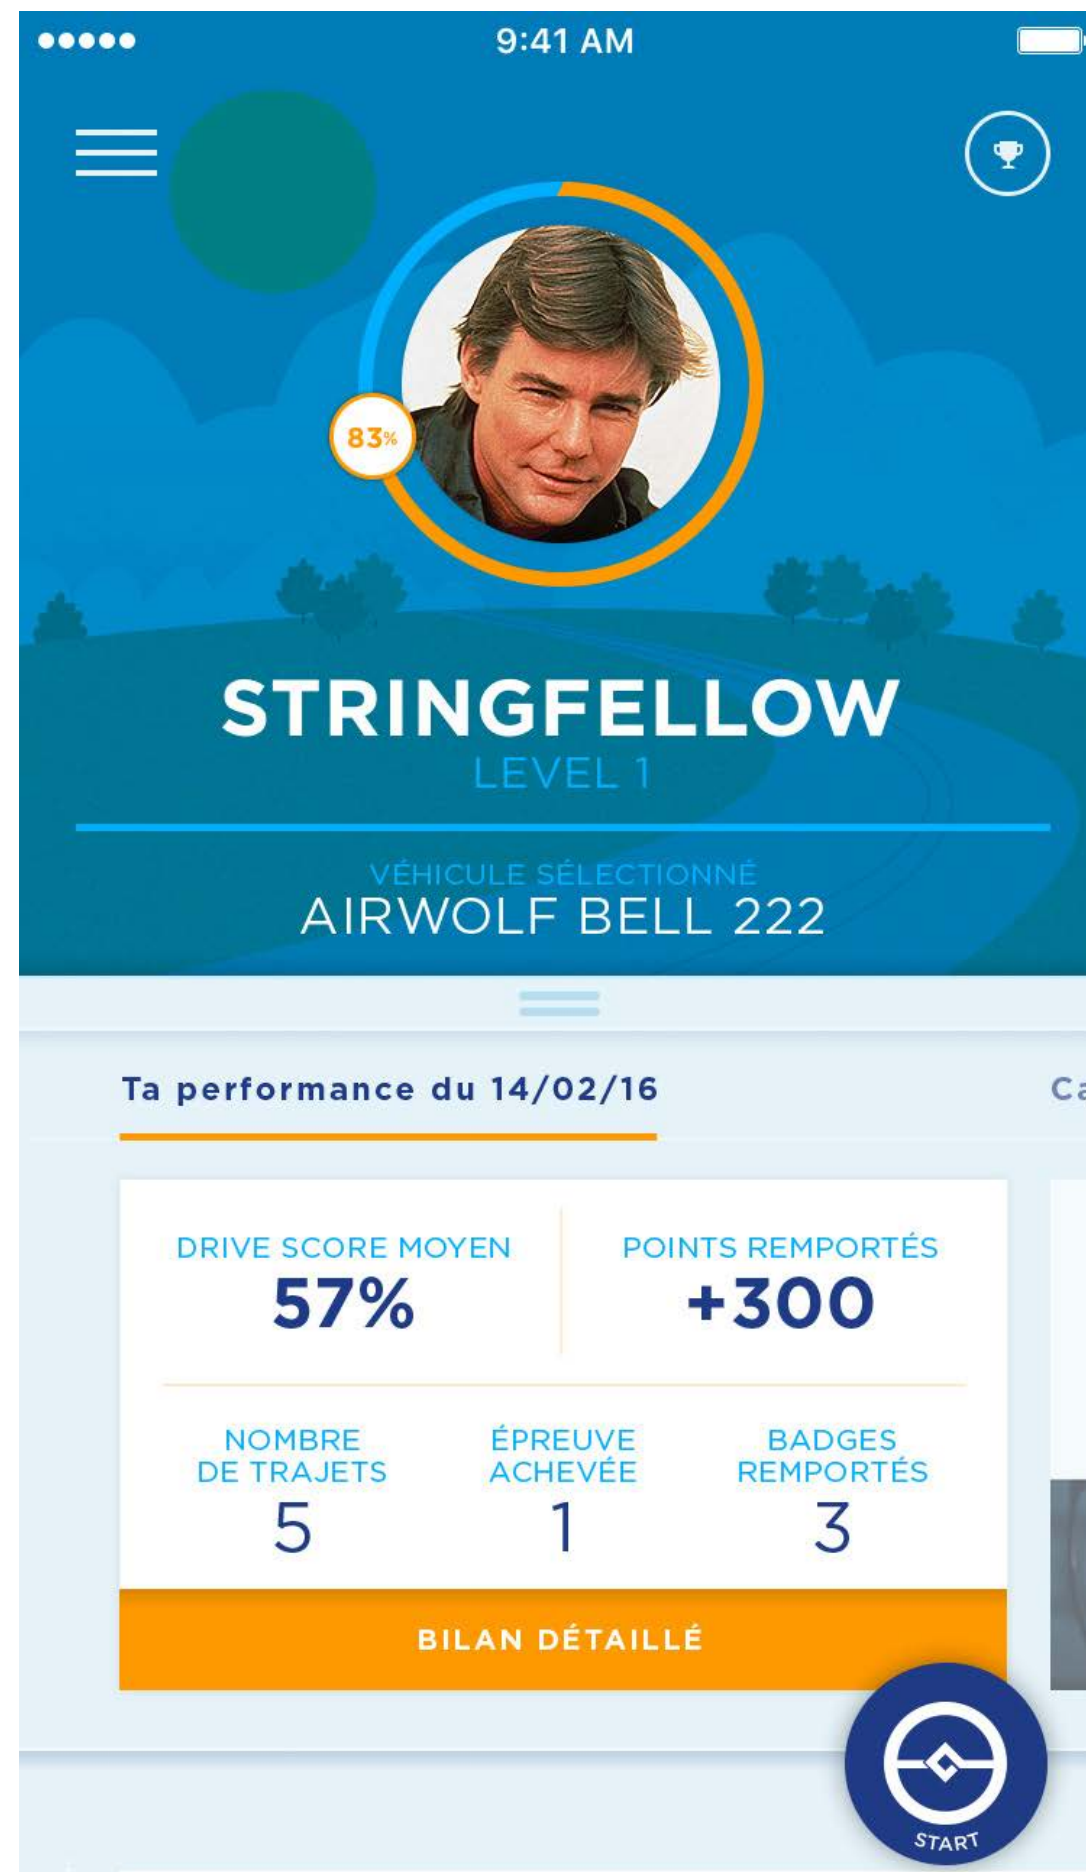 9:41 AM
83%
STRINGFELLOW
LEVEL 1
VÉHICULE SÉLECTIONNÉ
AIRWOLF BELL 222
Ta performance du 14/02/16
Ca
DRIVE SCORE MOYEN
57%
POINTS REMPORTÉS
+300
NOMBRE
DE TRAJETS
5
ÉPREUVE
ACHEVÉE
1
BADGES
REMPORTÉS
3
BILAN DÉTAILLÉ
START